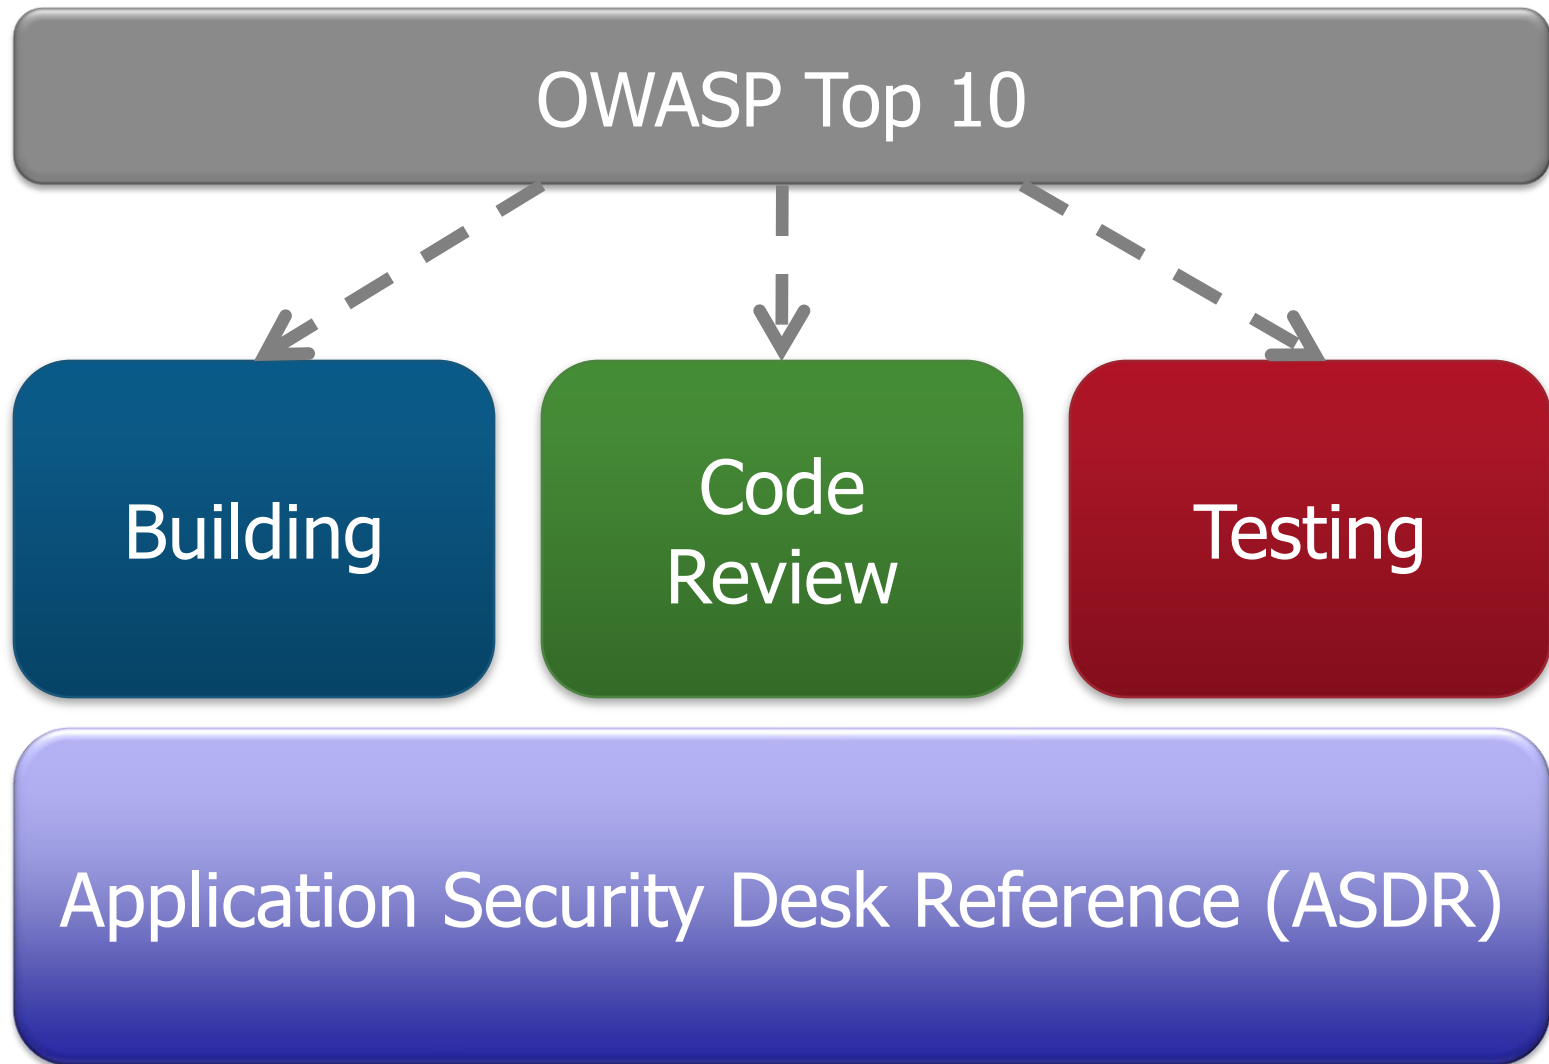 OWASP Top 10
Building
Code
Review
Testing
Application Security Desk Reference (ASDR)